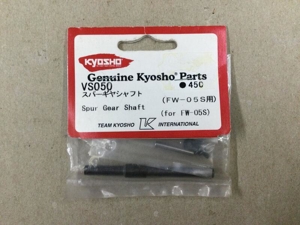 KYOSHO
Genuine Kyosho Parts
VS050 ●450
スパーギヤシャフト (FW-05S用)
Spur Gear Shaft (for FW-05S)
TEAM KYOSHO K INTERNATIONAL